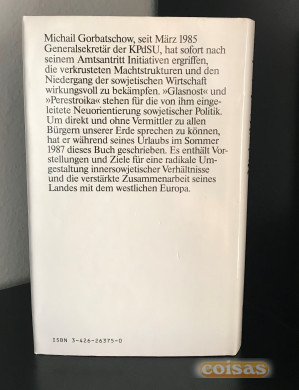 Michail Gorbatschow, seit März 1985
Generalsekretär der KPdSU, hat sofort nach
seinem Amtsantritt Initiativen ergriffen,
die verkrusteten Machtstrukturen und den
Niedergang der sowjetischen Wirtschaft
wirkungsvoll zu bekämpfen. »Glasnost« und
»Perestroika« stehen für die von ihm einge-
leitete Neuorientierung sowjetischer Politik.
Um direkt und ohne Vermittler zu allen
Bürgern unserer Erde sprechen zu können,
hat er während seines Urlaubs im Sommer
1987 dieses Buch geschrieben. Es enthält Vor-
stellungen und Ziele für eine radikale Um-
gestaltung innersowjetischer Verhältnisse
und die verstärkte Zusammenarbeit seines
Landes mit dem westlichen Europa.
ISBN 3-426-26375-0
eoisas